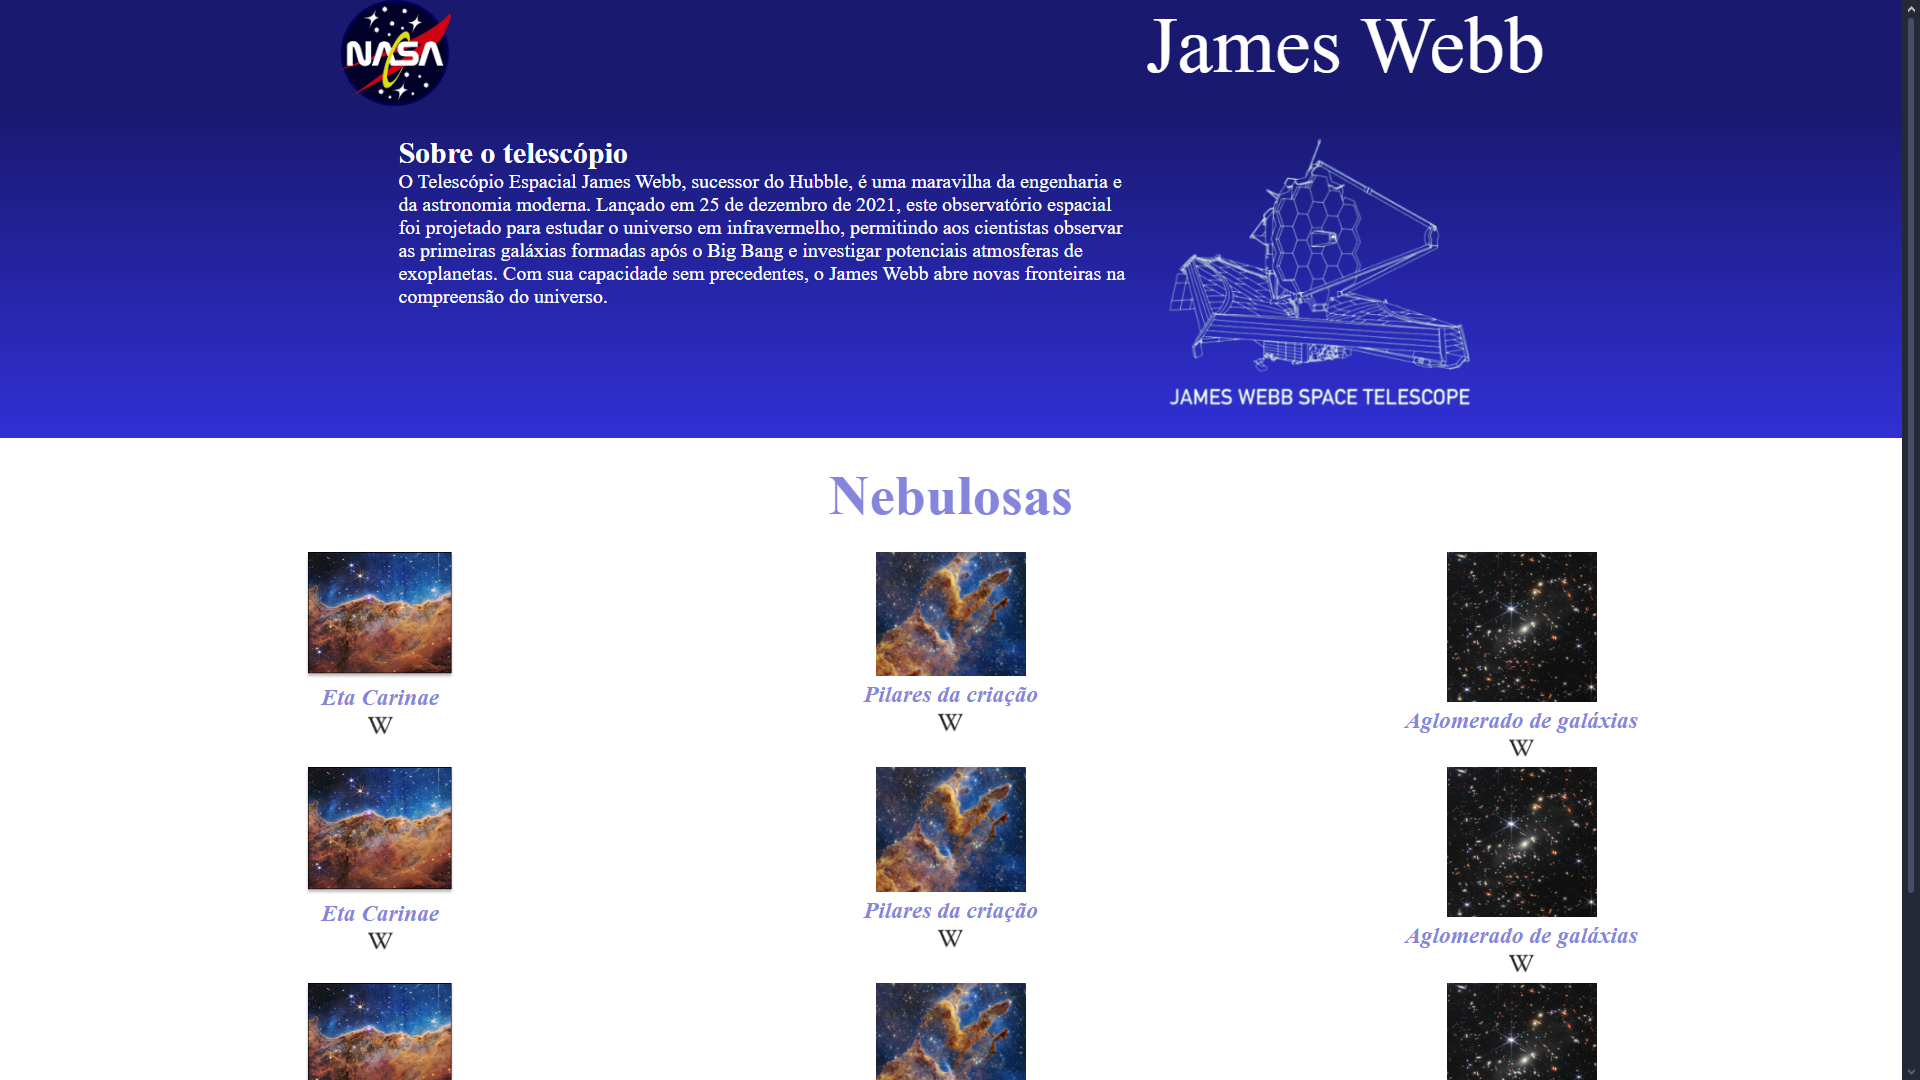 NASA
James Webb
Sobre o telescópio
O Telescópio Espacial James Webb, sucessor do Hubble, é uma maravilha da engenharia e
da astronomia moderna. Lançado em 25 de dezembro de 2021, este observatório espacial
foi projetado para estudar o universo em infravermelho, permitindo aos cientistas observar
as primeiras galáxias formadas após o Big Bang e investigar potenciais atmosferas de
exoplanetas. Com sua capacidade sem precedentes, o James Webb abre novas fronteiras na
compreensão do universo.
JAMES WEBB SPACE TELESCOPE
Nebulosas
Eta Carinae
W
Pilares da criação
W
Aglomerado de galáxias
W
Eta Carinae
W
Pilares da criação
W
Aglomerado de galáxias
W